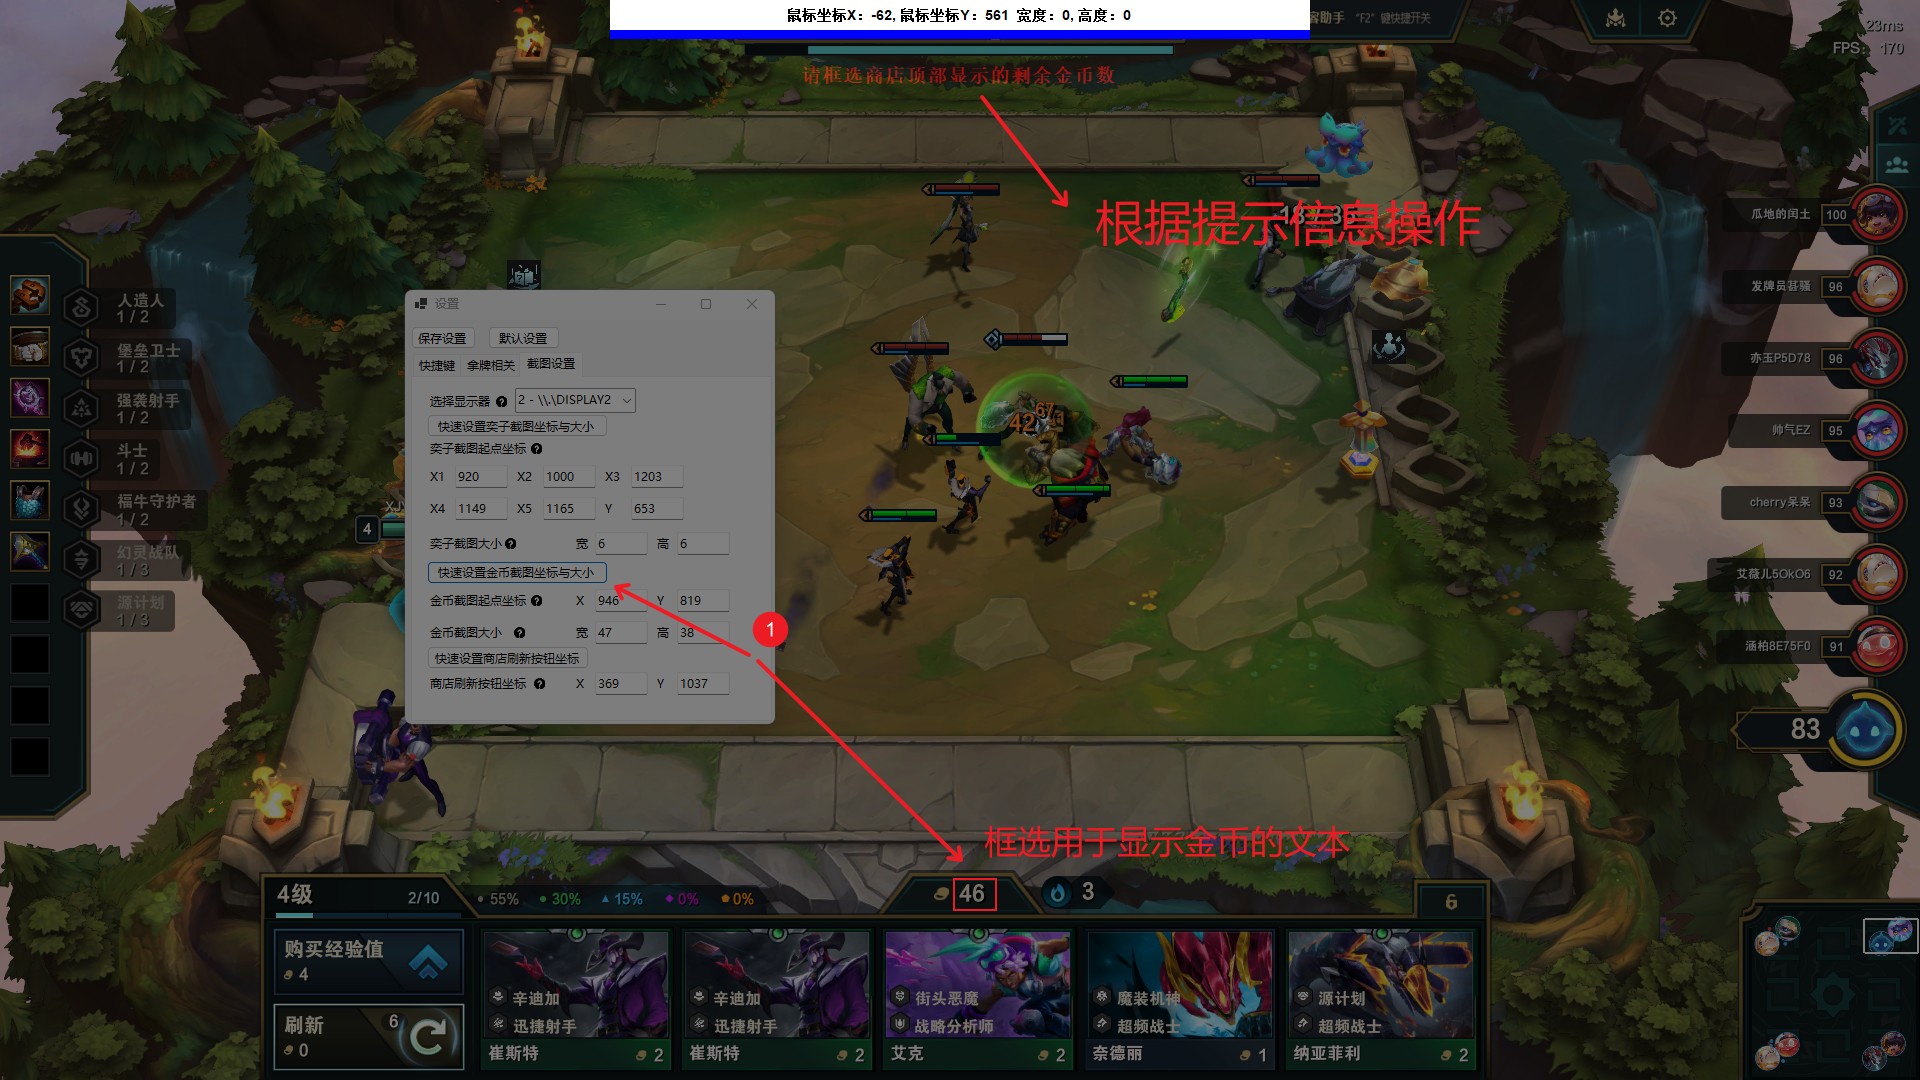 鼠标坐标X：-62, 鼠标坐标Y：561 宽度：0, 高度：0
助手 "F2" 键快捷开关
23ms
FPS: 170
请框选商店顶部显示的剩余金币数
根据提示信息操作
人造人
1 / 2
堡垒卫士
1 / 2
强袭射手
1 / 2
斗士
1 / 2
福牛守护者
1 / 2
幻灵战队
1 / 3
源计划
1 / 3
4
设置
保存设置 默认设置
快捷键 拿牌相关 截图设置
选择显示器 2 - \\.\DISPLAY2
快速设置奕子截图坐标与大小
奕子截图起点坐标
X1 920 X2 1000 X3 1203
X4 1149 X5 1165 Y 653
奕子截图大小 宽 6 高 6
快速设置金币截图坐标与大小
金币截图起点坐标 X 946 Y 819
金币截图大小 宽 47 高 38
快速设置商店刷新按钮坐标
商店刷新按钮坐标 X 369 Y 1037
1
42
67
瓜地的闰土 100
发牌员甚骚 96
亦玉P5D78 96
帅气EZ 95
cherry呆呆 93
艾薇儿5OkO6 92
涵柏8E75F0 91
83
框选用于显示金币的文本
4级 2/10
55% 30% 15% 0% 0%
46 3
6
购买经验值
4
刷新 6
0
辛迪加
迅捷射手
崔斯特 2
辛迪加
迅捷射手
崔斯特 2
街头恶魔
战略分析师
艾克 2
魔装机神
超频战士
奈德丽 1
源计划
超频战士
纳亚菲利 2